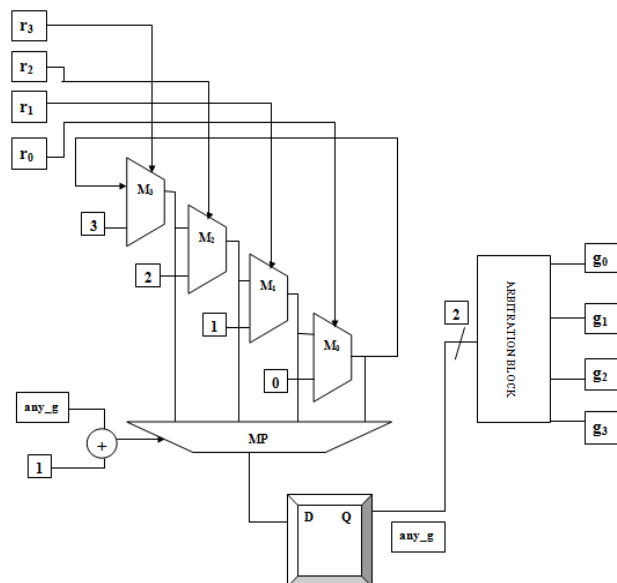 r₃
r₂
r₁
r₀
M₃
3
M₂
2
M₁
1
M₀
0
2
ARBITRATION BLOCK
g₀
g₁
g₂
g₃
any_g
+
1
MP
D Q
any_g